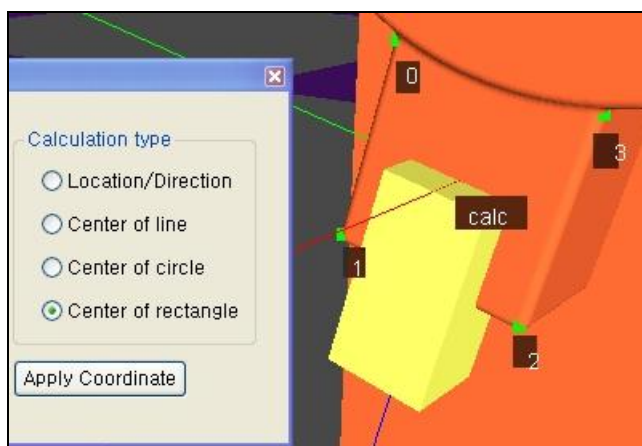 Calculation type
Location/Direction
Center of line
Center of circle
Center of rectangle
Apply Coordinate
0
3
calc
1
2